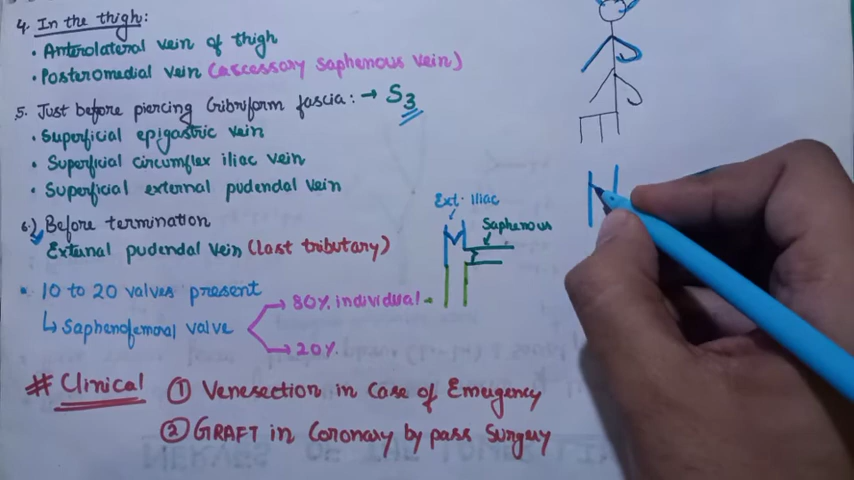 4. In the thigh:
• Anterolateral vein of thigh
• Posteromedial vein (ascessory saphenous vein)
5. Just before piercing Cribriform fascia: → S3
• Superficial epigastric vein
• Superficial circumflex iliac vein
• Superficial external pudendal vein
6.) Before termination
External pudendal vein (last tributary)
Ext. iliac
Saphenous
• 10 to 20 valves present
↳ Saphenofemoral valve
→ 80% individual
→ 20%
# Clinical ① Venesection in Case of Emergency
② GRAFT in Coronary by pass Surgery